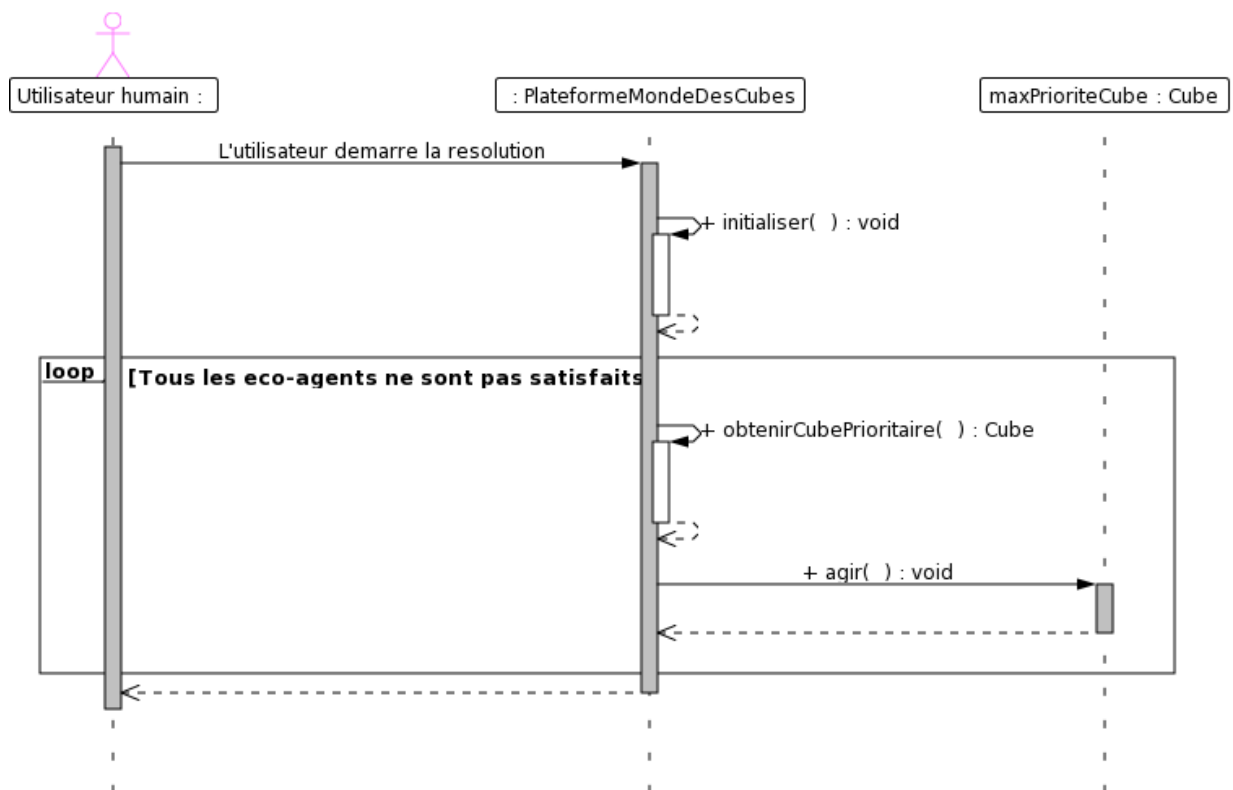 Utilisateur humain :
: PlateformeMondeDesCubes
maxPrioriteCube : Cube
L'utilisateur demarre la resolution
+ initialiser(  ) : void
loop
[Tous les eco-agents ne sont pas satisfaits
+ obtenirCubePrioritaire(  ) : Cube
+ agir(  ) : void